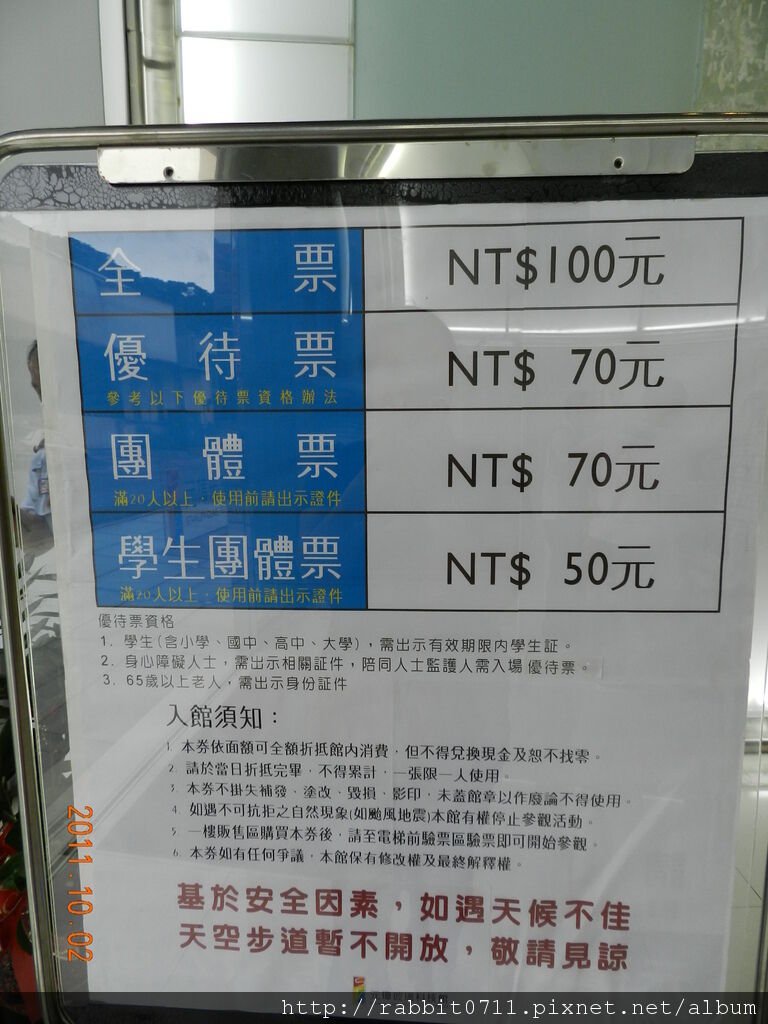 全票 NT$100元
優待票 NT$ 70元
參考以下優待票資格辦法
團體票 NT$ 70元
滿20人以上，使用前請出示證件
學生團體票 NT$ 50元
滿20人以上，使用前請出示證件
優待票資格
1. 學生(含小學、國中、高中、大學)，需出示有效期限內學生証。
2. 身心障礙人士，需出示相關証件，陪同人士監護人需入場 優待票。
3. 65歲以上老人，需出示身份証件
入館須知：
1. 本券依面額可全額折抵館內消費，但不得兌換現金及恕不找零。
2. 請於當日折抵完畢，不得累計，一張限一人使用。
3. 本券不掛失補發、塗改、毀損、影印，未蓋館章以作廢論不得使用。
4. 如遇不可抗拒之自然現象(如颱風地震)本館有權停止參觀活動。
5. 一樓販售區購買本券後，請至電梯前驗票區驗票即可開始參觀。
6. 本券如有任何爭議，本館保有修改權及最終解釋權。
基於安全因素，如遇天候不佳
天空步道暫不開放，敬請見諒
2011.10.02
http://rabbit0711.pixnet.net/album